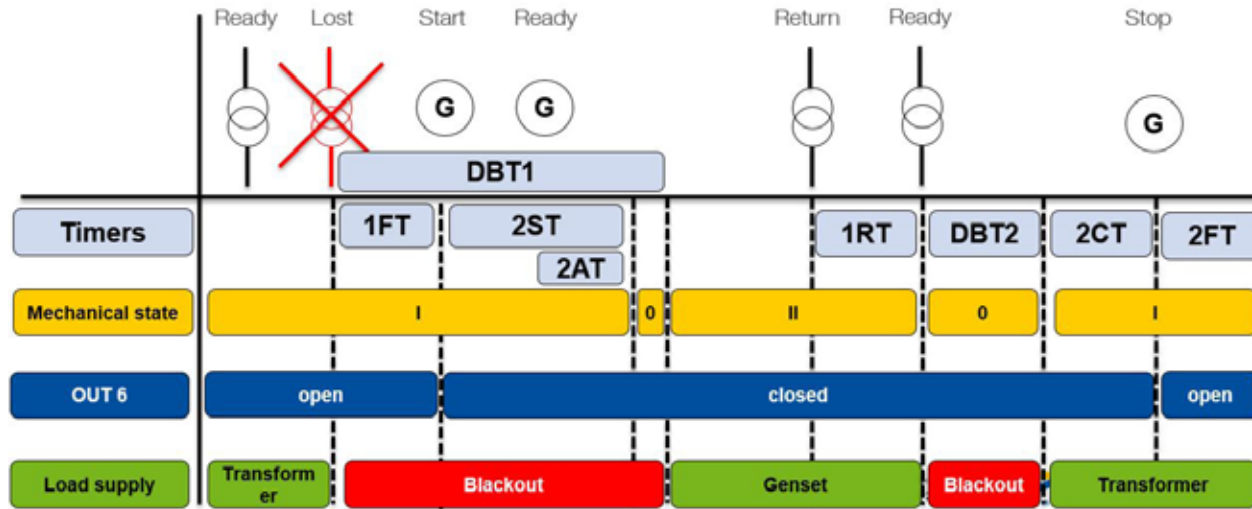 Ready Lost Start Ready Return Ready Stop
G G G
DBT1
Timers 1FT 2ST 1RT DBT2 2CT 2FT
2AT
Mechanical state I 0 II 0 I
OUT 6 open closed open
Load supply Transform
er Blackout Genset Blackout Transformer